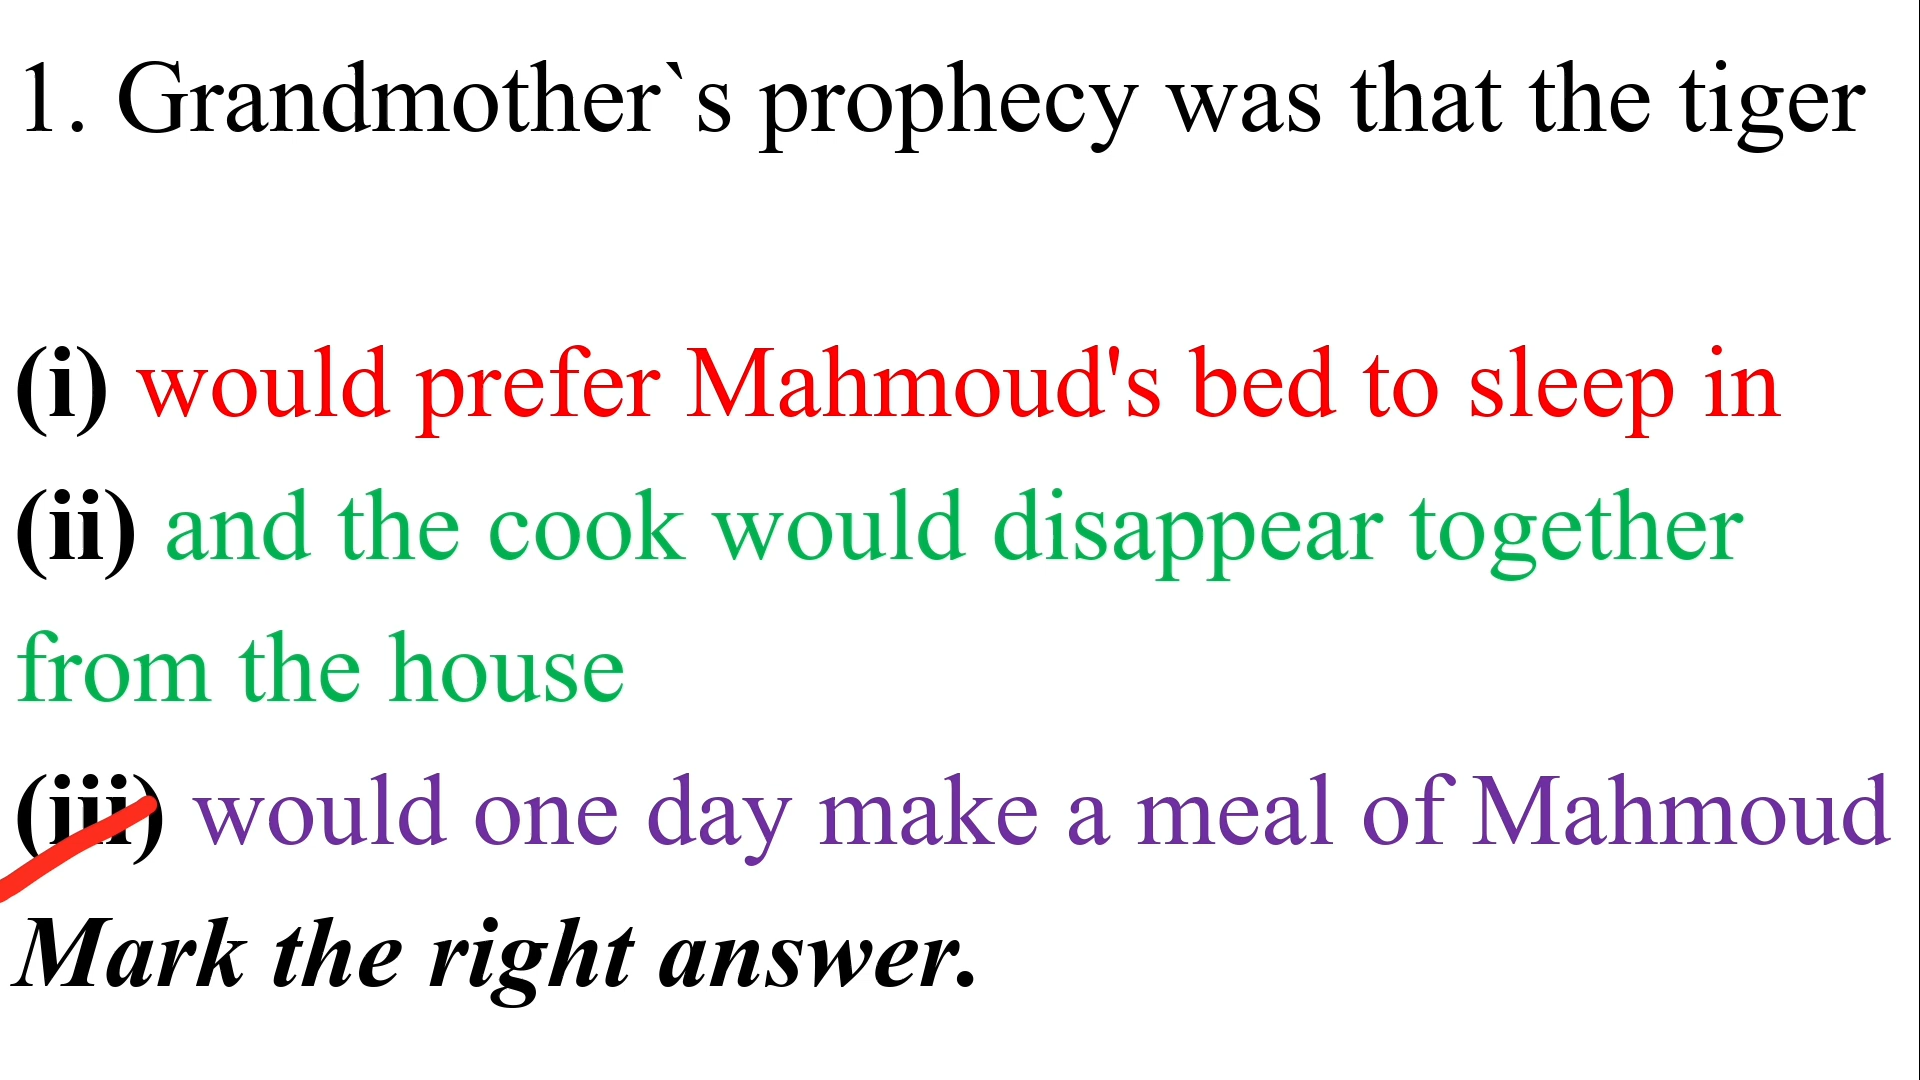 1. Grandmother`s prophecy was that the tiger
(i) would prefer Mahmoud's bed to sleep in
(ii) and the cook would disappear together
from the house
(iii) would one day make a meal of Mahmoud
Mark the right answer.